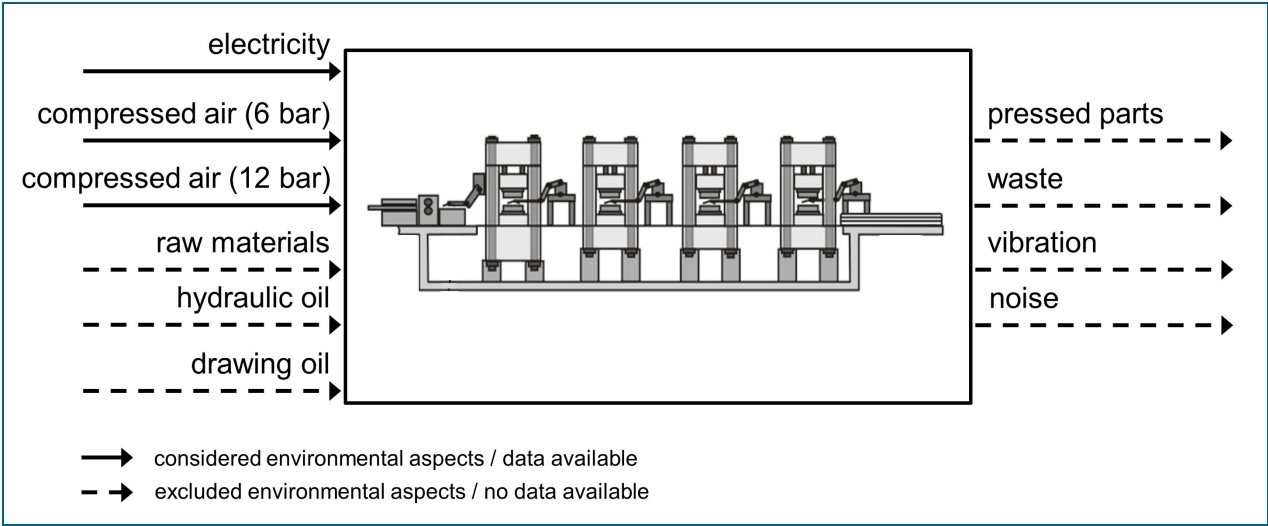 electricity
compressed air (6 bar)
compressed air (12 bar)
raw materials
hydraulic oil
drawing oil
pressed parts
waste
vibration
noise
considered environmental aspects / data available
excluded environmental aspects / no data available